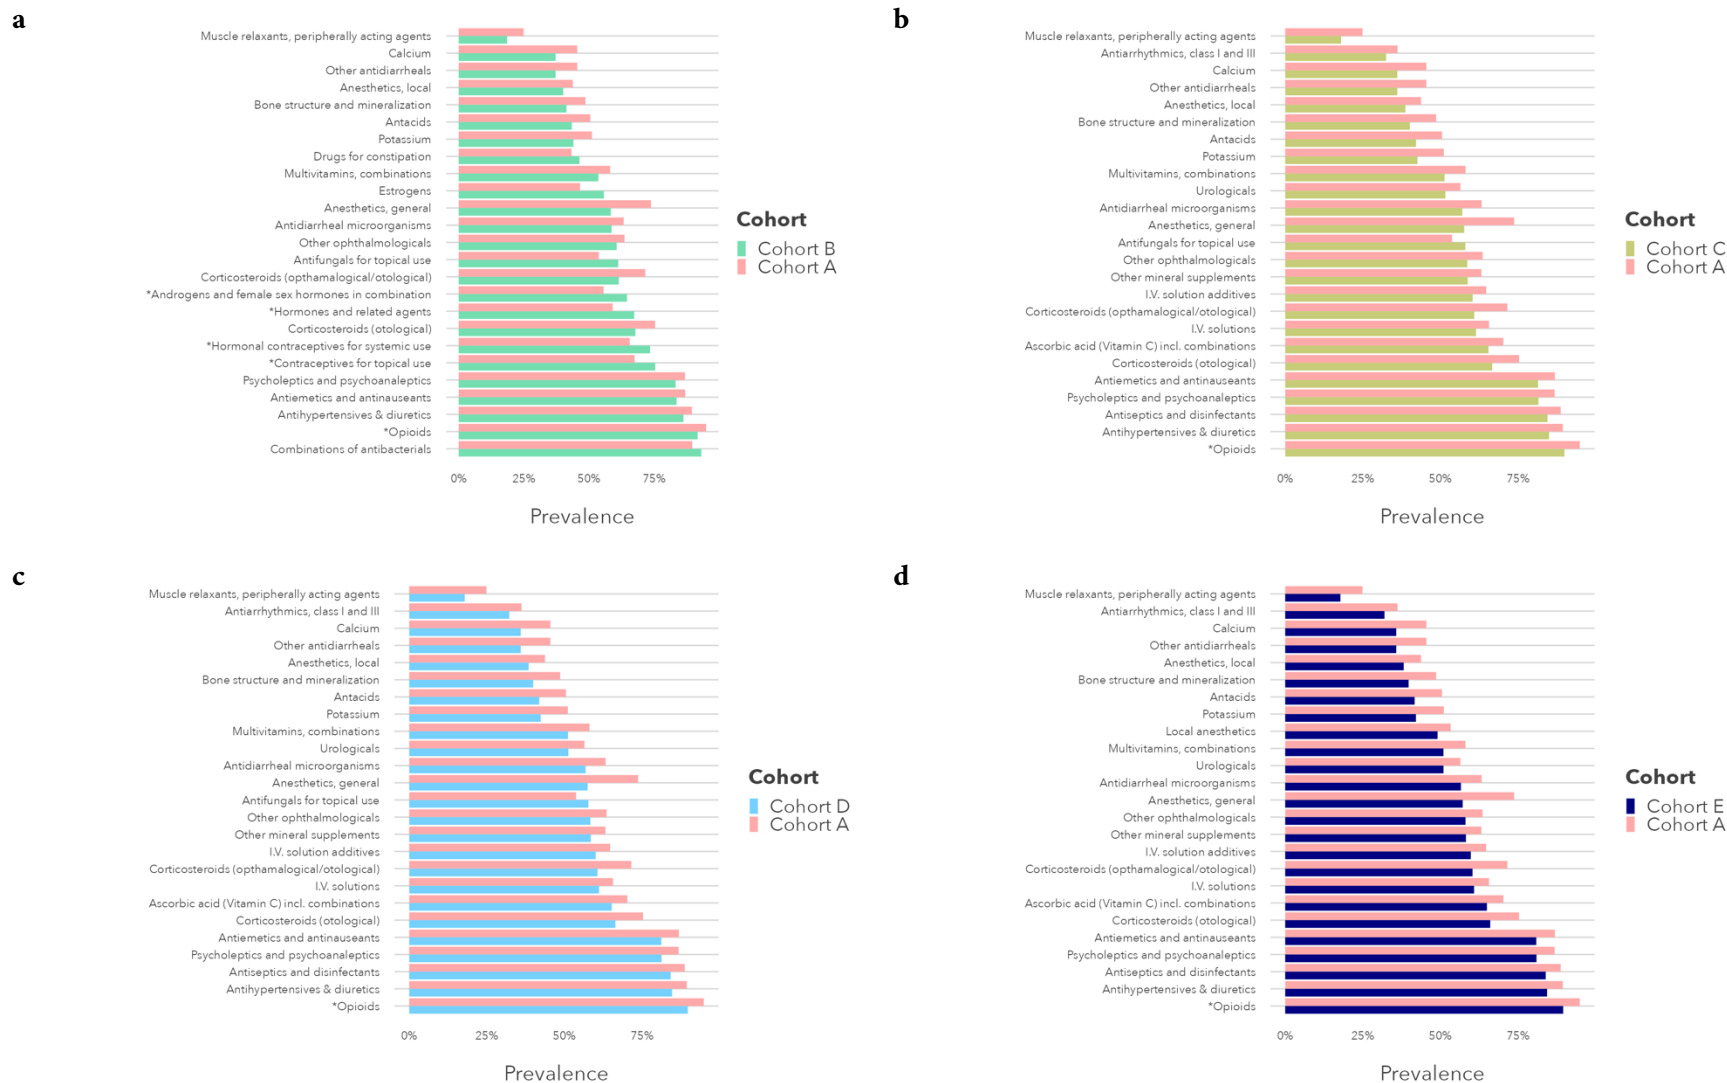 a
Muscle relaxants, peripherally acting agents
Calcium
Other antidiarrheals
Anesthetics, local
Bone structure and mineralization
Antacids
Potassium
Drugs for constipation
Multivitamins, combinations
Estrogens
Anesthetics, general
Antidiarrheal microorganisms
Other ophthalmologicals
Antifungals for topical use
Corticosteroids (opthamalogical/otological)
*Androgens and female sex hormones in combination
*Hormones and related agents
Corticosteroids (otological)
*Hormonal contraceptives for systemic use
*Contraceptives for topical use
Psycholeptics and psychoanaleptics
Antiemetics and antinauseants
Antihypertensives & diuretics
*Opioids
Combinations of antibacterials
0% 25% 50% 75%
Prevalence
Cohort
Cohort B
Cohort A
b
Muscle relaxants, peripherally acting agents
Antiarrhythmics, class I and III
Calcium
Other antidiarrheals
Anesthetics, local
Bone structure and mineralization
Antacids
Potassium
Multivitamins, combinations
Urologicals
Antidiarrheal microorganisms
Anesthetics, general
Antifungals for topical use
Other ophthalmologicals
Other mineral supplements
I.V. solution additives
Corticosteroids (opthamalogical/otological)
I.V. solutions
Ascorbic acid (Vitamin C) incl. combinations
Corticosteroids (otological)
Antiemetics and antinauseants
Psycholeptics and psychoanaleptics
Antiseptics and disinfectants
Antihypertensives & diuretics
*Opioids
0% 25% 50% 75%
Prevalence
Cohort
Cohort C
Cohort A
c
Muscle relaxants, peripherally acting agents
Antiarrhythmics, class I and III
Calcium
Other antidiarrheals
Anesthetics, local
Bone structure and mineralization
Antacids
Potassium
Multivitamins, combinations
Urologicals
Antidiarrheal microorganisms
Anesthetics, general
Antifungals for topical use
Other ophthalmologicals
Other mineral supplements
I.V. solution additives
Corticosteroids (opthamalogical/otological)
I.V. solutions
Ascorbic acid (Vitamin C) incl. combinations
Corticosteroids (otological)
Antiemetics and antinauseants
Psycholeptics and psychoanaleptics
Antiseptics and disinfectants
Antihypertensives & diuretics
*Opioids
0% 25% 50% 75%
Prevalence
Cohort
Cohort D
Cohort A
d
Muscle relaxants, peripherally acting agents
Antiarrhythmics, class I and III
Calcium
Other antidiarrheals
Anesthetics, local
Bone structure and mineralization
Antacids
Potassium
Local anesthetics
Multivitamins, combinations
Urologicals
Antidiarrheal microorganisms
Anesthetics, general
Other ophthalmologicals
Other mineral supplements
I.V. solution additives
Corticosteroids (opthamalogical/otological)
I.V. solutions
Ascorbic acid (Vitamin C) incl. combinations
Corticosteroids (otological)
Antiemetics and antinauseants
Psycholeptics and psychoanaleptics
Antiseptics and disinfectants
Antihypertensives & diuretics
*Opioids
0% 25% 50% 75%
Prevalence
Cohort
Cohort E
Cohort A